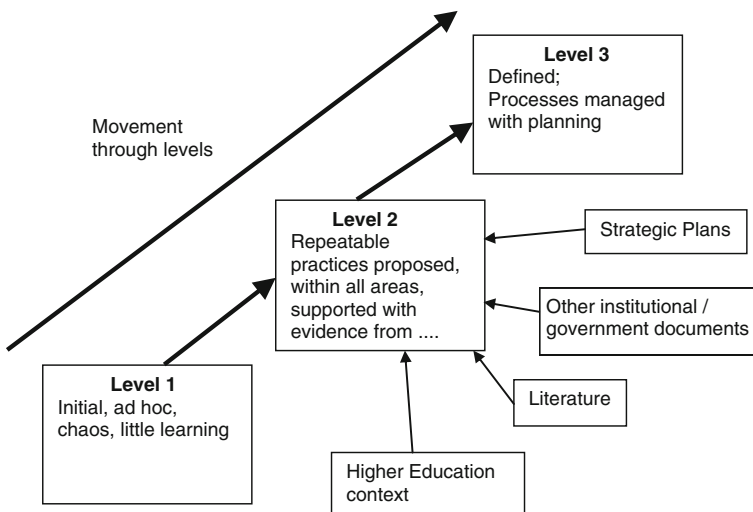 Movement
through levels
Level 3
Defined;
Processes managed
with planning
Level 2
Repeatable
practices proposed,
within all areas,
supported with
evidence from ....
Strategic Plans
Other institutional /
government documents
Literature
Higher Education
context
Level 1
Initial, ad hoc,
chaos, little learning